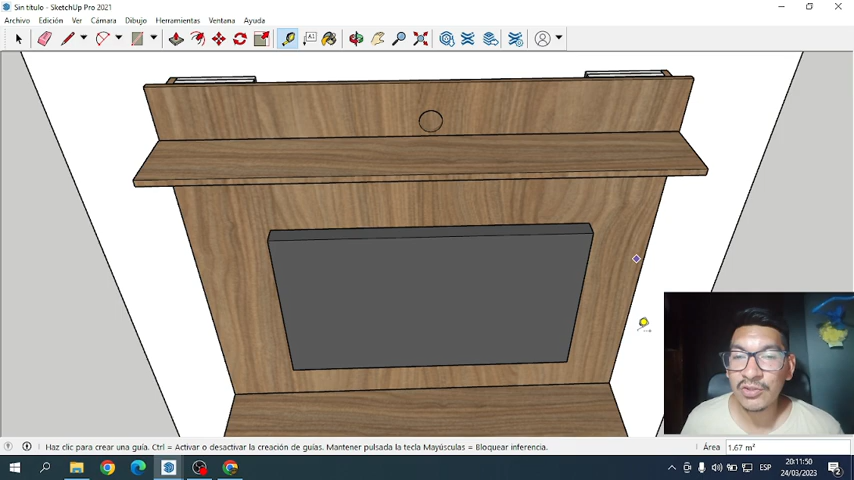 Sin título - SketchUp Pro 2021
Archivo Edición Ver Cámara Dibujo Herramientas Ventana Ayuda
A1
Haz clic para crear una guía. Ctrl = Activar o desactivar la creación de guías. Mantener pulsada la tecla Mayúsculas = Bloquear inferencia.
Área 1.67 m²
ESP
20:11:50
24/03/2023
2